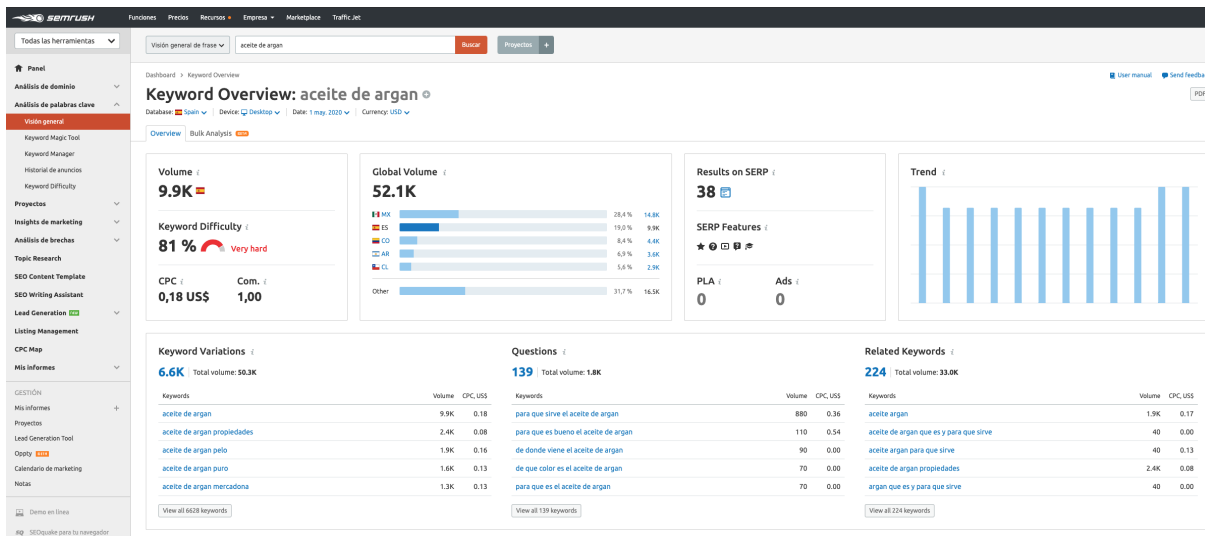 semrush
Funciones Precios Recursos Empresa Marketplace Traffic Jet
Todas las herramientas
Visión general de frase aceite de argan Buscar Proyectos +
Panel
Análisis de dominio
Análisis de palabras clave
Visión general
Keyword Magic Tool
Keyword Manager
Historial de anuncios
Keyword Difficulty
Proyectos
Insights de marketing
Análisis de brechas
Topic Research
SEO Content Template
SEO Writing Assistant
Lead Generation new
Listing Management
CPC Map
Mis informes
GESTIÓN
Mis informes +
Proyectos
Lead Generation Tool
Oppty BETA
Calendario de marketing
Notas
Demo en línea
SEOquake para tu navegador
Dashboard > Keyword Overview
User manual Send feedba
Keyword Overview: aceite de argan
PDF
Database: Spain Device: Desktop Date: 1 may. 2020 Currency: USD
Overview Bulk Analysis BETA
Volume i
9.9K
Keyword Difficulty i
81 % Very hard
CPC i Com. i
0,18 US$ 1,00
Global Volume i
52.1K
MX 28,4 % 14.8K
ES 19,0 % 9.9K
CO 8,4 % 4.4K
AR 6,9 % 3.6K
CL 5,6 % 2.9K
Other 31,7 % 16.5K
Results on SERP i
38
SERP Features i
PLA i Ads i
0 0
Trend i
Keyword Variations i
6.6K Total volume: 50.3K
Keywords Volume CPC, US$
aceite de argan 9.9K 0.18
aceite de argan propiedades 2.4K 0.08
aceite de argan pelo 1.9K 0.16
aceite de argan puro 1.6K 0.13
aceite de argan mercadona 1.3K 0.13
View all 6628 keywords
Questions i
139 Total volume: 1.8K
Keywords Volume CPC, US$
para que sirve el aceite de argan 880 0.36
para que es bueno el aceite de argan 110 0.54
de donde viene el aceite de argan 90 0.00
de que color es el aceite de argan 70 0.00
para que es el aceite de argan 70 0.00
View all 139 keywords
Related Keywords i
224 Total volume: 33.0K
Keywords Volume CPC, US$
aceite argan 1.9K 0.17
aceite de argan que es y para que sirve 40 0.00
aceite argan para que sirve 40 0.13
aceite de argan propiedades 2.4K 0.08
argan que es y para que sirve 40 0.00
View all 224 keywords